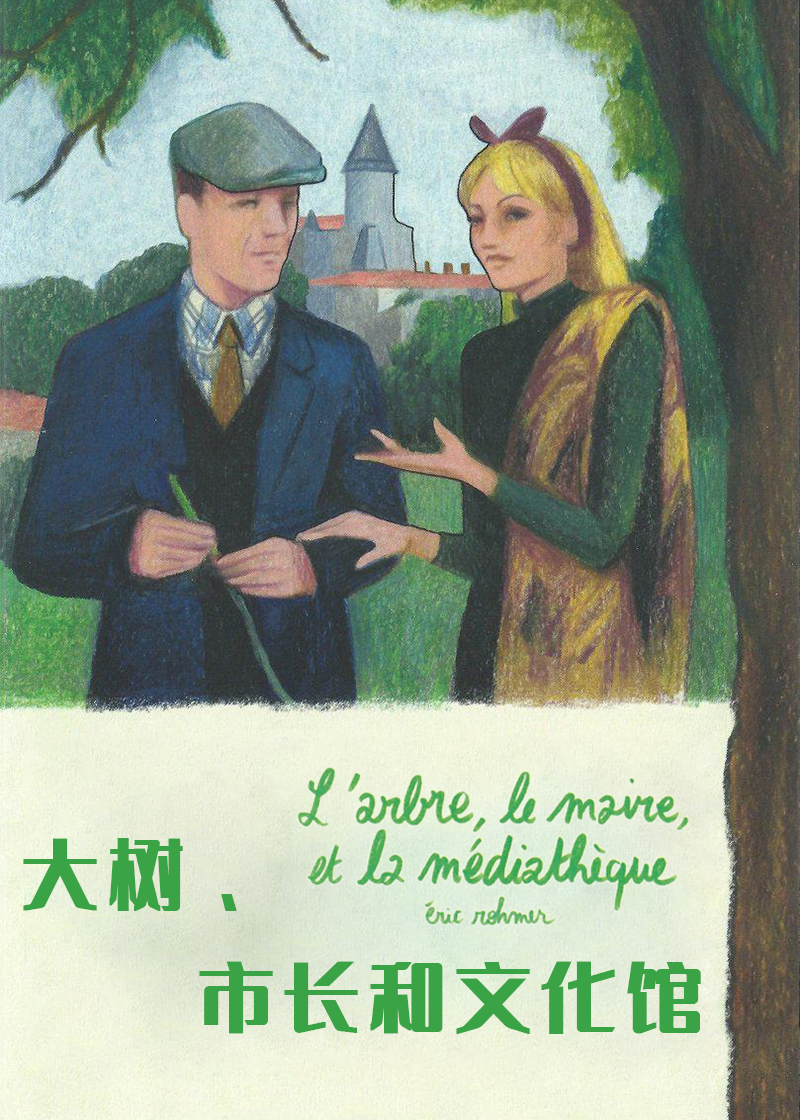 L'arbre, le maire,
et la médiathèque
éric rohmer
大树、
市长和文化馆